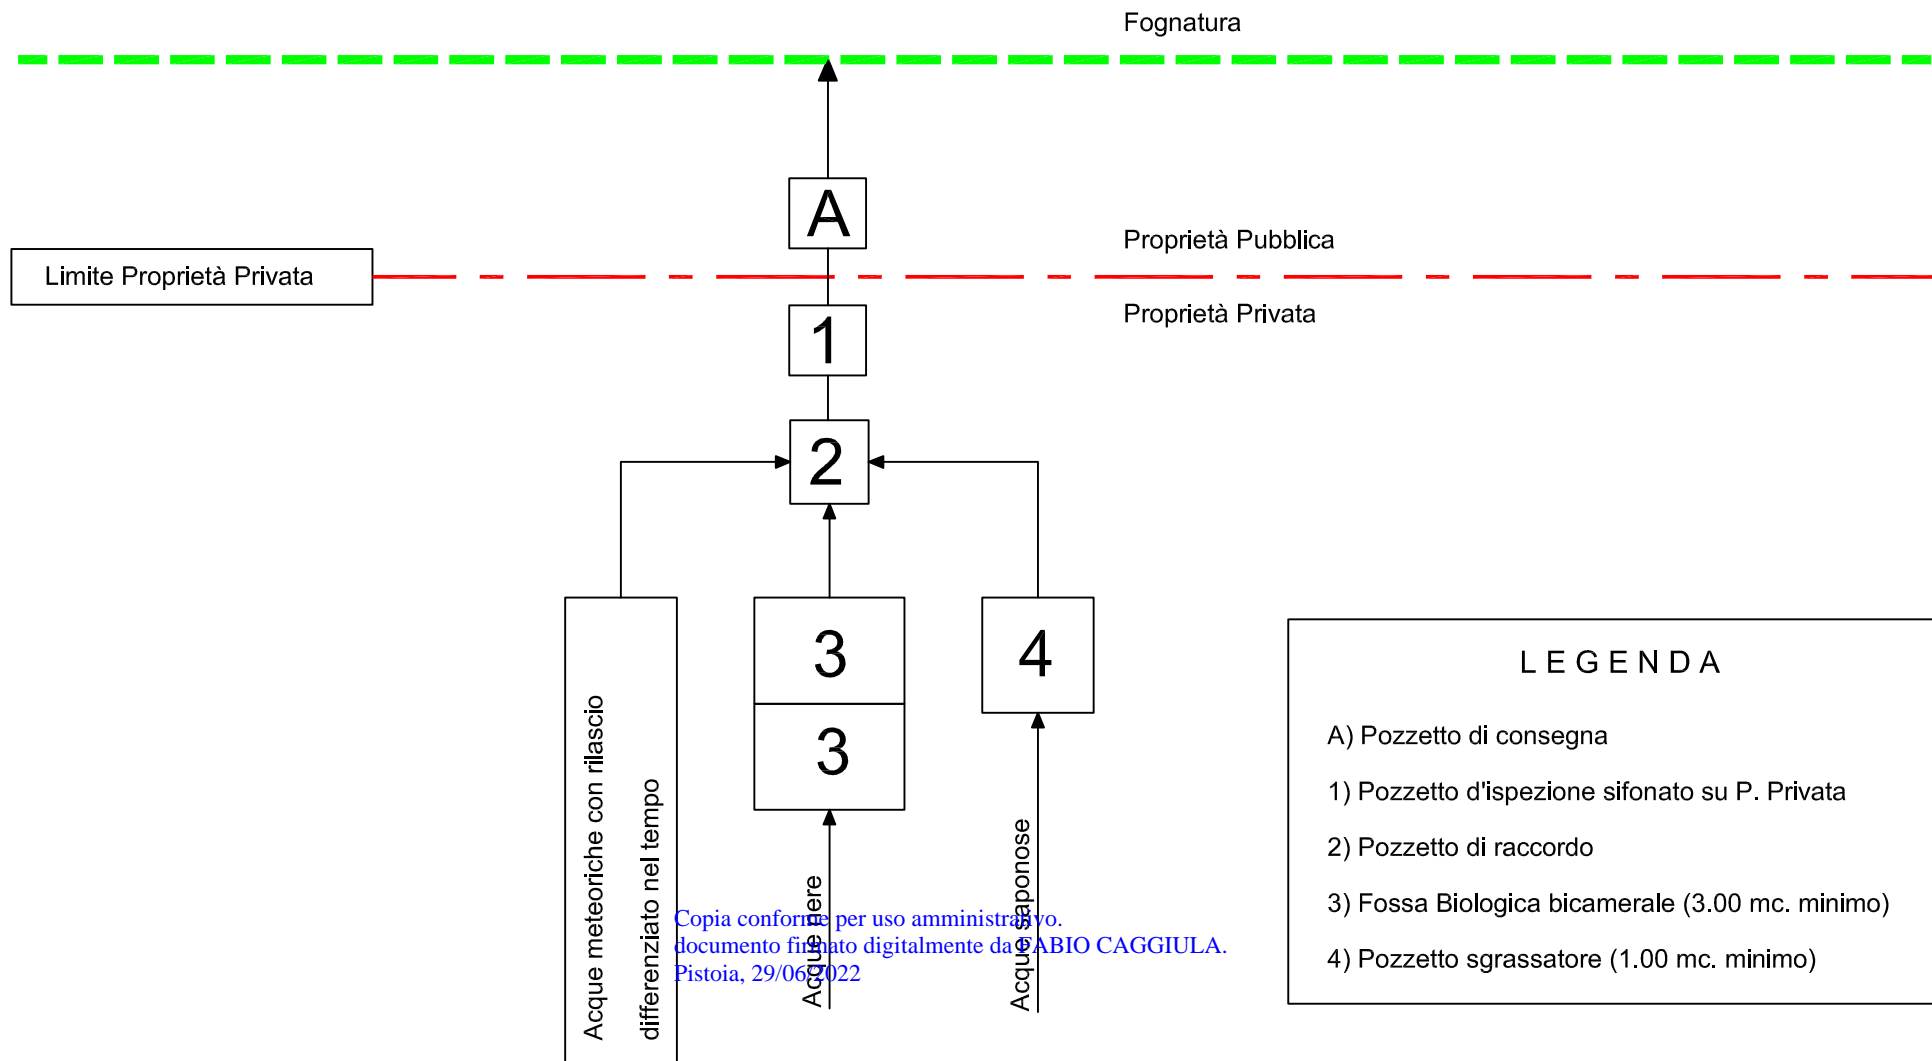 Fognatura
A
Proprietà Pubblica
Limite Proprietà Privata
Proprietà Privata
1
2
3
3
4
Acque meteoriche con rilascio
differenziato nel tempo
Acque nere
Acque saponose
L E G E N D A
A) Pozzetto di consegna
1) Pozzetto d'ispezione sifonato su P. Privata
2) Pozzetto di raccordo
3) Fossa Biologica bicamerale (3.00 mc. minimo)
4) Pozzetto sgrassatore (1.00 mc. minimo)
Copia conforme per uso amministrativo.
documento firmato digitalmente da FABIO CAGGIULA.
Pistoia, 29/06/2022